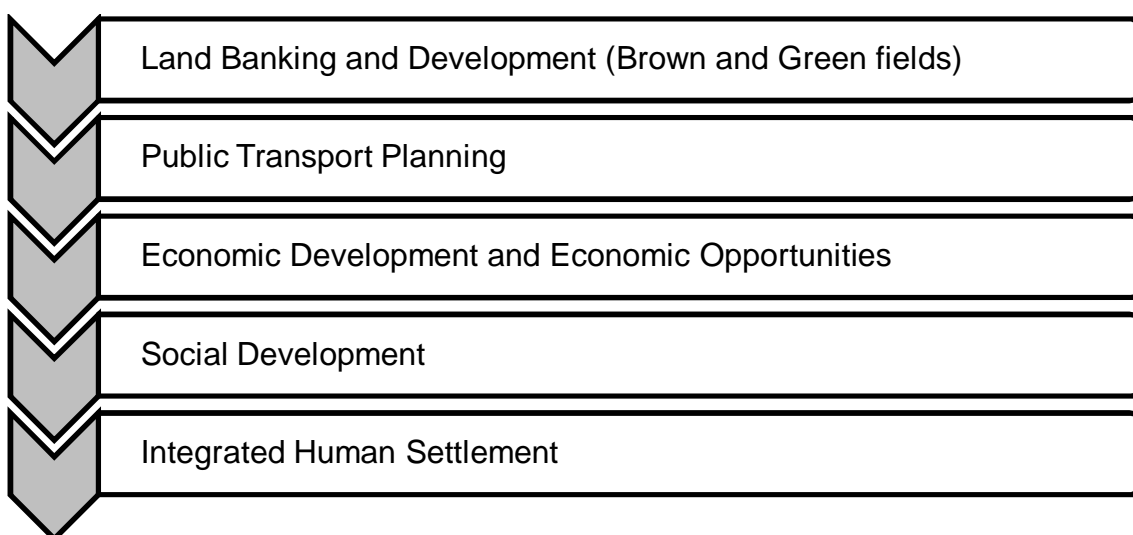 Land Banking and Development (Brown and Green fields)
Public Transport Planning
Economic Development and Economic Opportunities
Social Development
Integrated Human Settlement